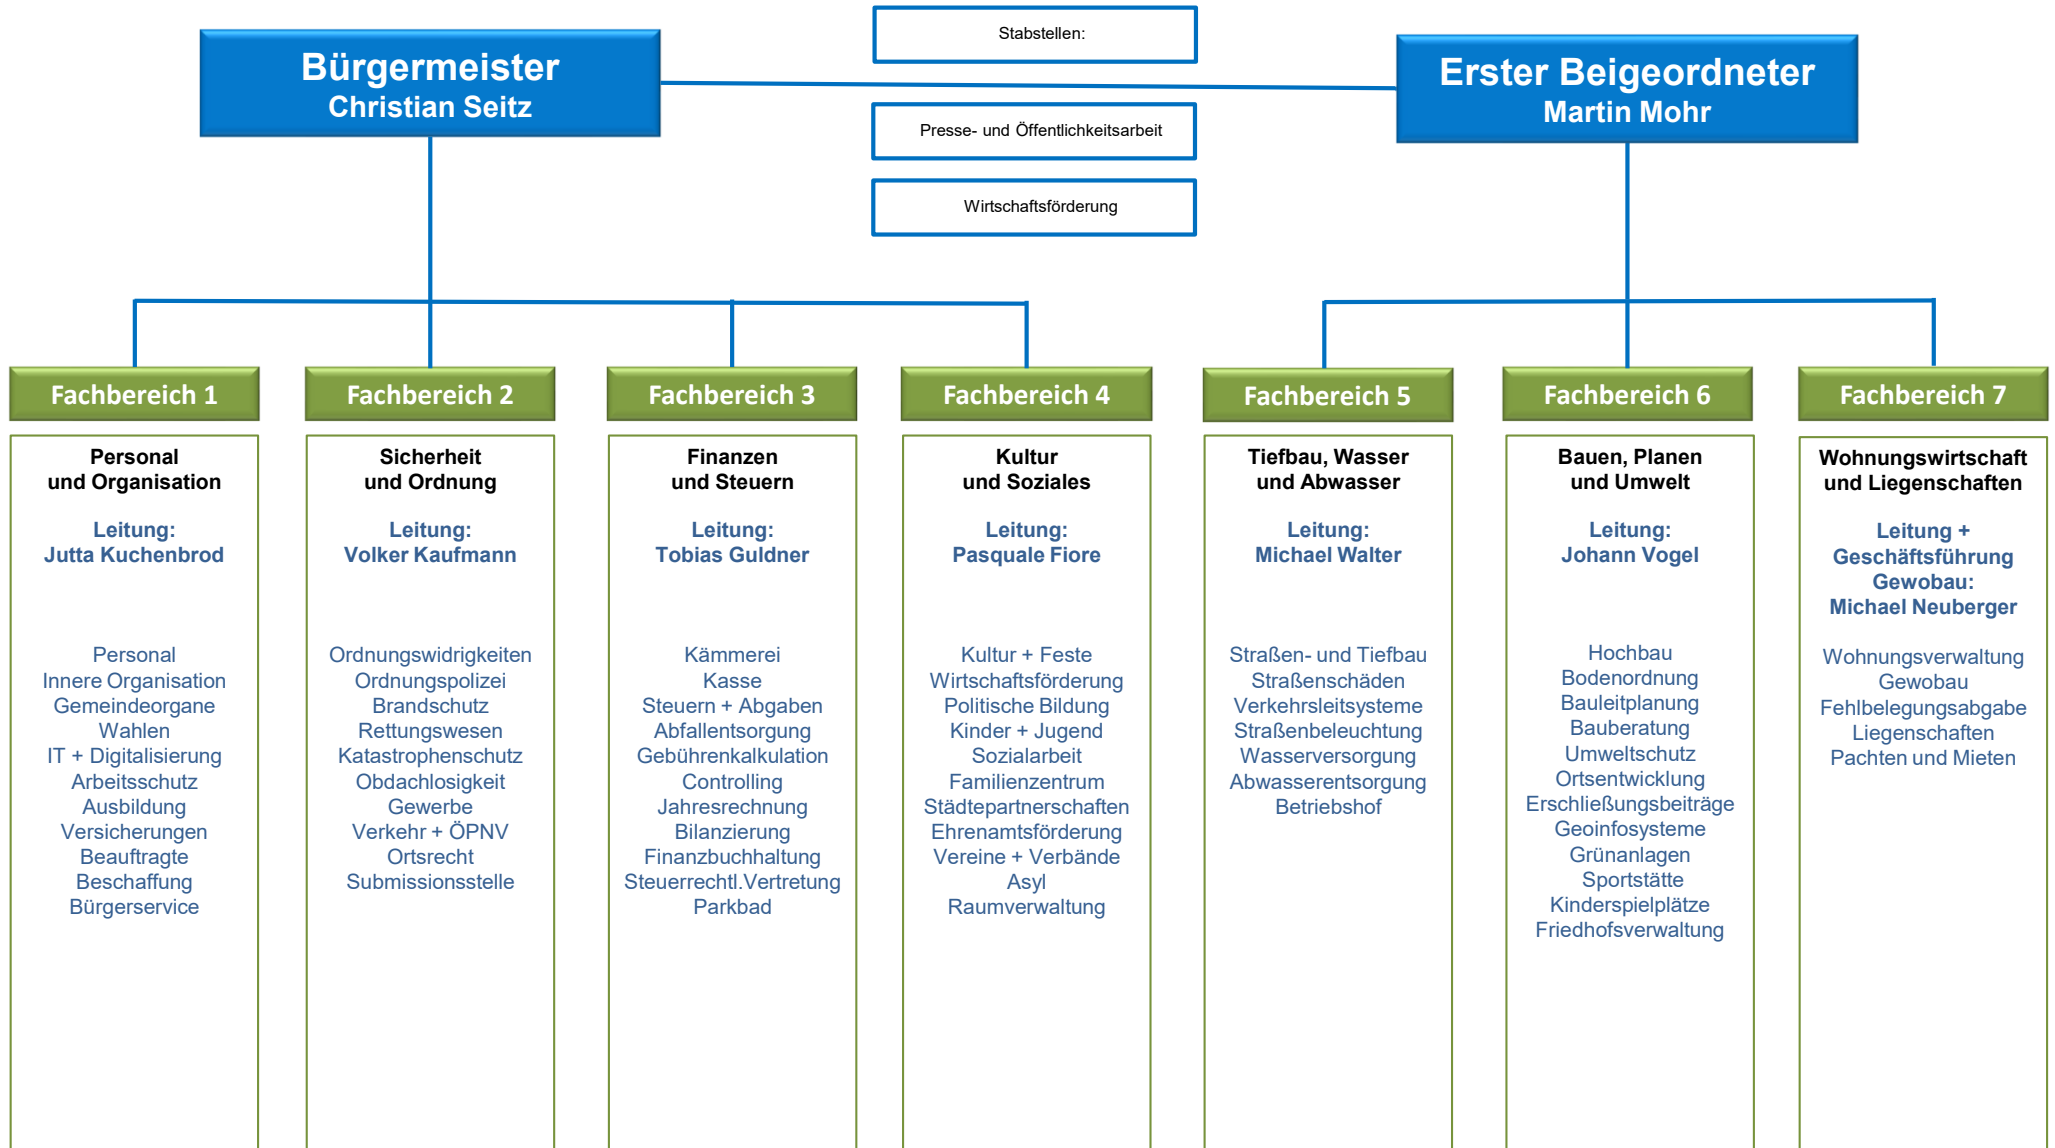 Stabstellen:
Bürgermeister
Christian Seitz
Erster Beigeordneter
Martin Mohr
Presse- und Öffentlichkeitsarbeit
Wirtschaftsförderung
Fachbereich 1
Personal
und Organisation
Leitung:
Jutta Kuchenbrod
Personal
Innere Organisation
Gemeindeorgane
Wahlen
IT + Digitalisierung
Arbeitsschutz
Ausbildung
Versicherungen
Beauftragte
Beschaffung
Bürgerservice
Fachbereich 2
Sicherheit
und Ordnung
Leitung:
Volker Kaufmann
Ordnungswidrigkeiten
Ordnungspolizei
Brandschutz
Rettungswesen
Katastrophenschutz
Obdachlosigkeit
Gewerbe
Verkehr + ÖPNV
Ortsrecht
Submissionsstelle
Fachbereich 3
Finanzen
und Steuern
Leitung:
Tobias Guldner
Kämmerei
Kasse
Steuern + Abgaben
Abfallentsorgung
Gebührenkalkulation
Controlling
Jahresrechnung
Bilanzierung
Finanzbuchhaltung
Steuerrechtl.Vertretung
Parkbad
Fachbereich 4
Kultur
und Soziales
Leitung:
Pasquale Fiore
Kultur + Feste
Wirtschaftsförderung
Politische Bildung
Kinder + Jugend
Sozialarbeit
Familienzentrum
Städtepartnerschaften
Ehrenamtsförderung
Vereine + Verbände
Asyl
Raumverwaltung
Fachbereich 5
Tiefbau, Wasser
und Abwasser
Leitung:
Michael Walter
Straßen- und Tiefbau
Straßenschäden
Verkehrsleitsysteme
Straßenbeleuchtung
Wasserversorgung
Abwasserentsorgung
Betriebshof
Fachbereich 6
Bauen, Planen
und Umwelt
Leitung:
Johann Vogel
Hochbau
Bodenordnung
Bauleitplanung
Bauberatung
Umweltschutz
Ortsentwicklung
Erschließungsbeiträge
Geoinfosysteme
Grünanlagen
Sportstätte
Kinderspielplätze
Friedhofsverwaltung
Fachbereich 7
Wohnungswirtschaft
und Liegenschaften
Leitung +
Geschäftsführung
Gewobau:
Michael Neuberger
Wohnungsverwaltung
Gewobau
Fehlbelegungsabgabe
Liegenschaften
Pachten und Mieten